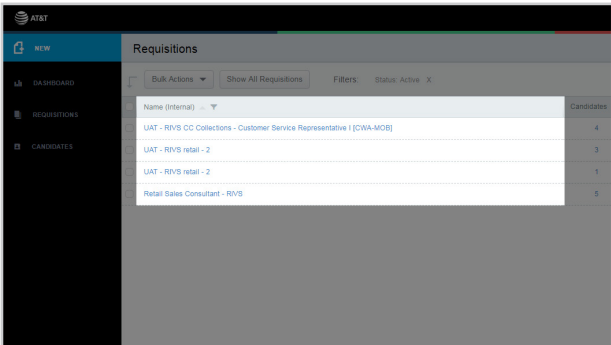 AT&T
NEW
Requisitions
DASHBOARD
Bulk Actions
Show All Requisitions
Filters:
Status: Active X
REQUISITIONS
Name (Internal)
Candidates
UAT - RIVS CC Collections - Customer Service Representative I [CWA-MOB]
4
CANDIDATES
UAT - RIVS retail - 2
3
UAT - RIVS retail - 2
1
Retail Sales Consultant - RIVS
5